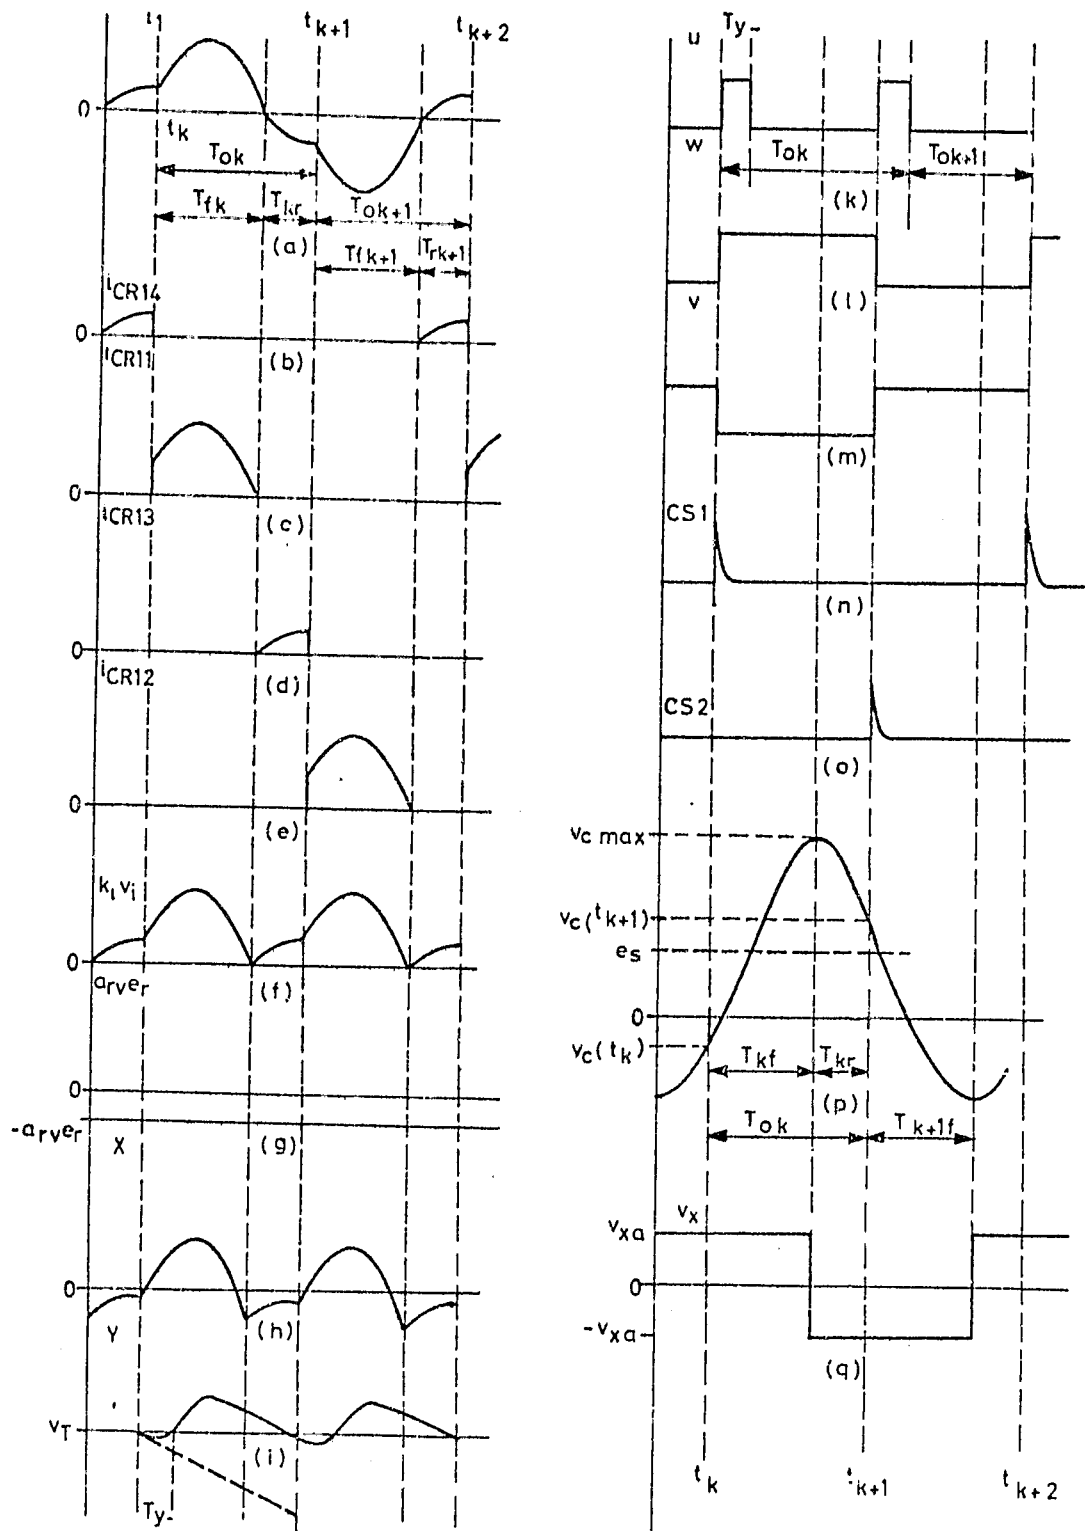 t1
tk+1
tk+2
0
tk
Tok
Tfk
Tkr
Tok+1
(a)
Tfk+1
Trk+1
iCR14
0
(b)
iCR11
0
(c)
iCR13
0
(d)
iCR12
0
(e)
k1 vi
0
(f)
arver
0
-arver
(g)
X
0
(h)
Y
vT
(i)
Ty-
u
Ty-
w
Tok
Tok+1
(k)
v
(l)
(m)
CS1
(n)
CS2
(o)
vc max
vc(tk+1)
es
0
vc(tk)
Tkf
Tkr
(p)
Tok
Tk+1f
vxa
vx
0
-vxa
(q)
tk
tk+1
tk+2